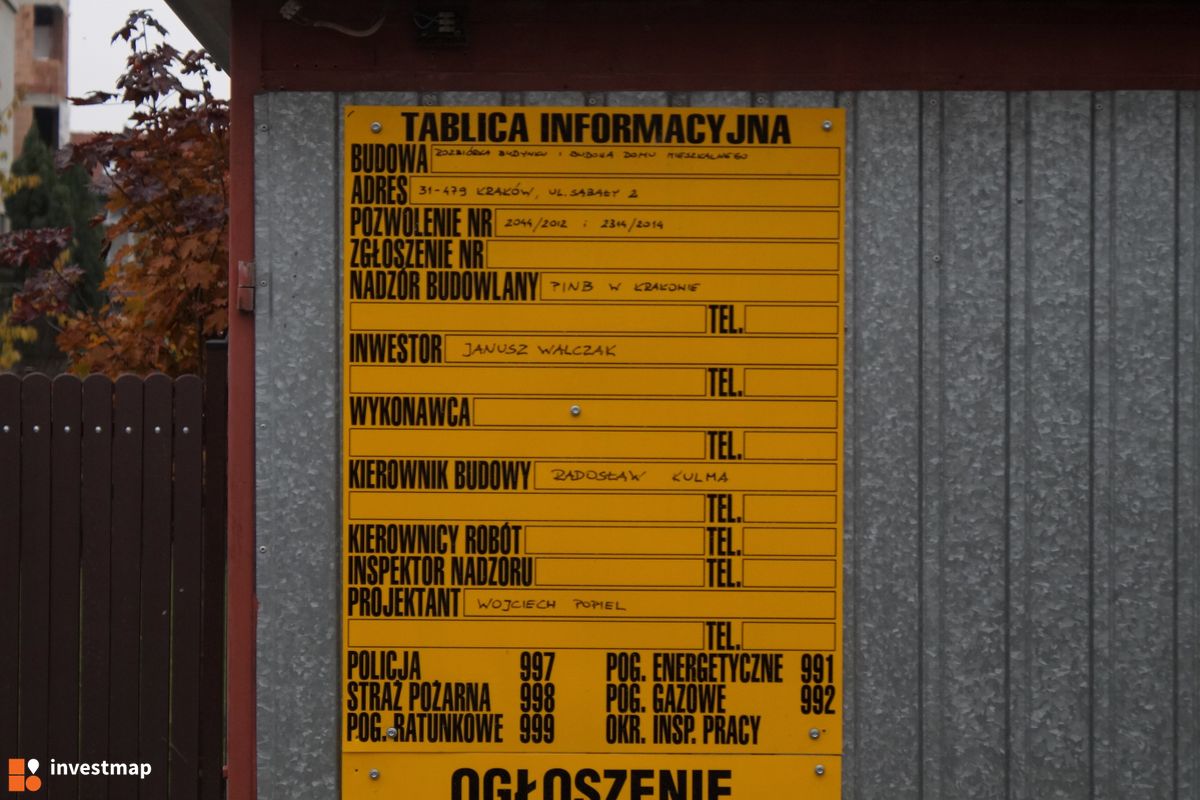 TABLICA INFORMACYJNA
BUDOWA ROZBIÓRKA BUDYNKU I BUDOWA DOMU MIESZKALNEGO
ADRES 31-479 KRAKÓW, UL. SABAŁY 2
POZWOLENIE NR 2044/2012 i 2314/2014
ZGŁOSZENIE NR
NADZÓR BUDOWLANY PINB W KRAKOWIE
TEL.
INWESTOR JANUSZ WALCZAK
TEL.
WYKONAWCA
TEL.
KIEROWNIK BUDOWY RADOSŁAW KULMA
TEL.
KIEROWNICY ROBÓT TEL.
INSPEKTOR NADZORU TEL.
PROJEKTANT WOJCIECH POPIEL
TEL.
POLICJA 997 POG. ENERGETYCZNE 991
STRAŻ POŻARNA 998 POG. GAZOWE 992
POG. RATUNKOWE 999 OKR. INSP. PRACY
OGŁOSZENIE
investmap